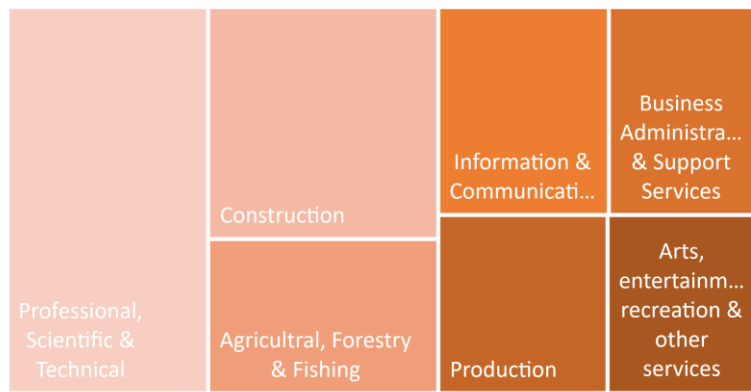 Professional,
Scientific &
Technical
Construction
Agricultral, Forestry
& Fishing
Information &
Communicati...
Business
Administra...
& Support
Services
Production
Arts,
entertainm...
recreation &
other
services